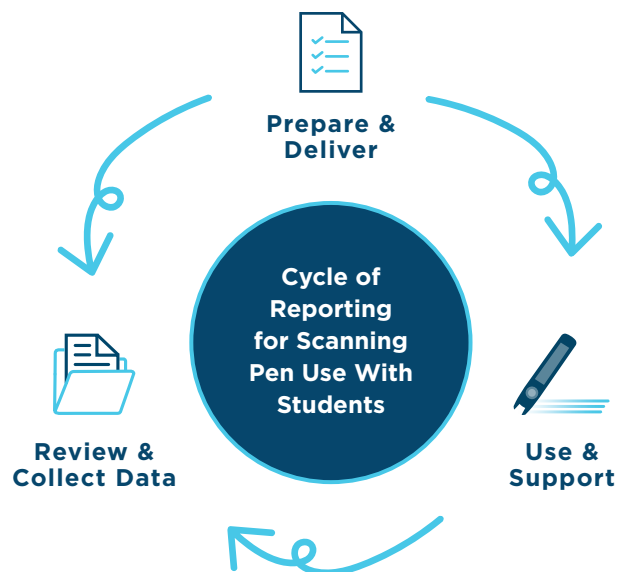 Prepare &
Deliver
Cycle of
Reporting
for Scanning
Pen Use With
Students
Review &
Collect Data
Use &
Support